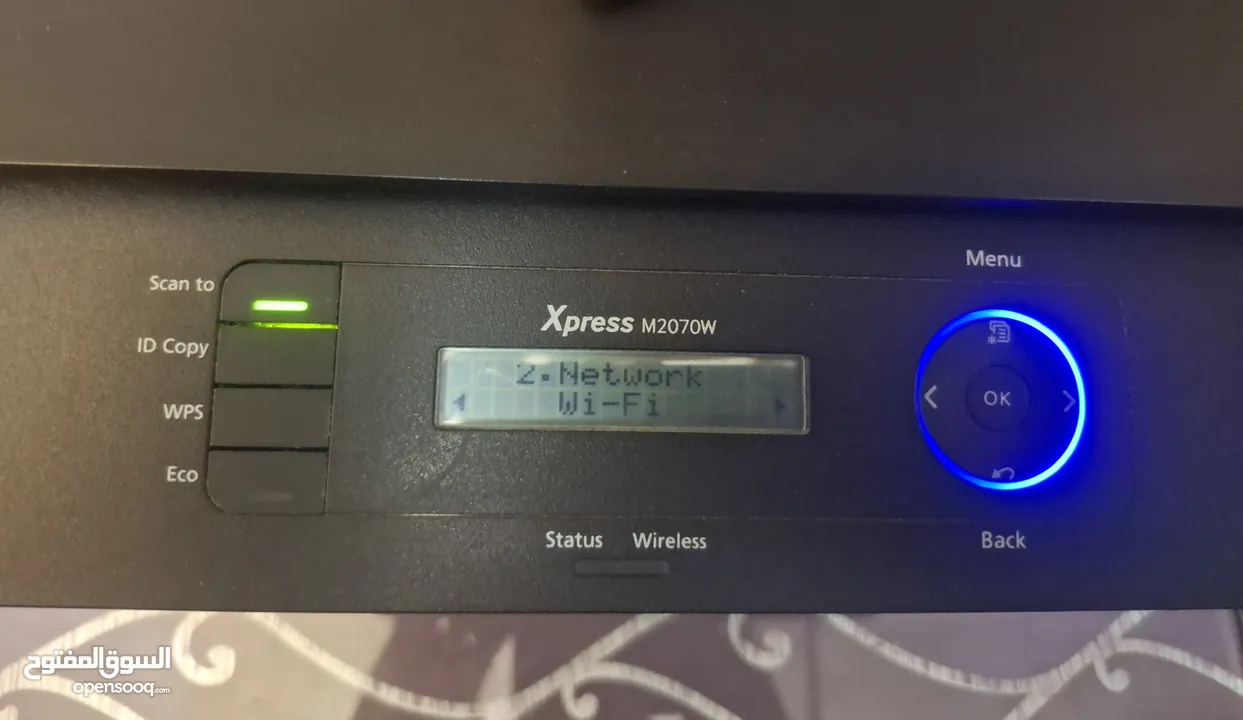 Menu
Scan to
Xpress M2070W
ID Copy
2.Network
Wi-Fi
OK
WPS
Eco
Status Wireless
Back
السوق المفتوح
opensooq.com